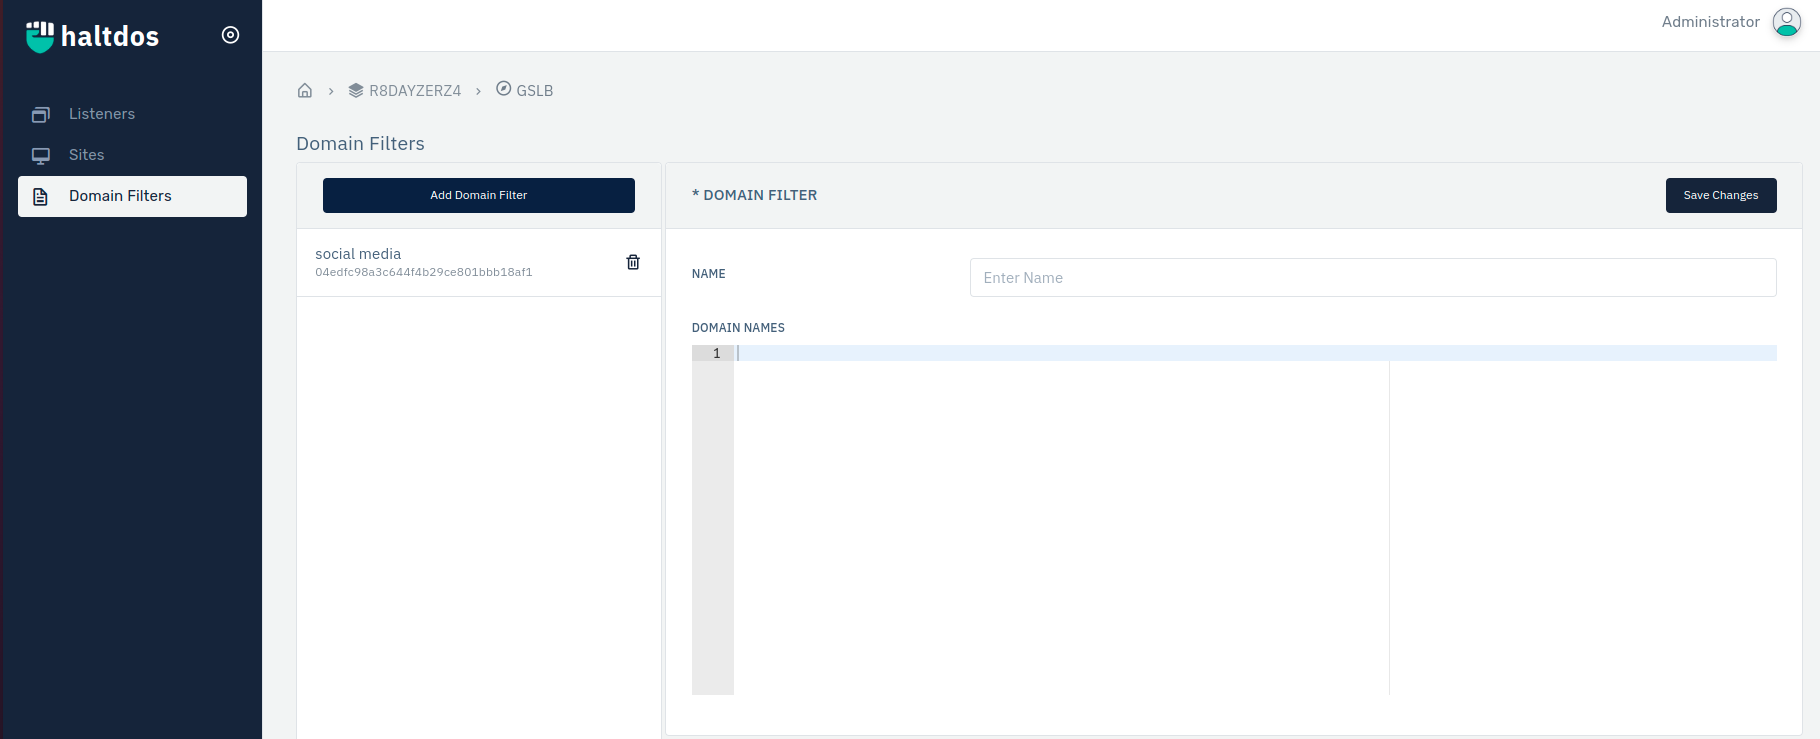 haltdos
Administrator
Listeners
Sites
Domain Filters
R8DAYZERZ4
GSLB
Domain Filters
Add Domain Filter
social media
04edfc98a3c644f4b29ce801bbb18af1
* DOMAIN FILTER
Save Changes
NAME
Enter Name
DOMAIN NAMES
1